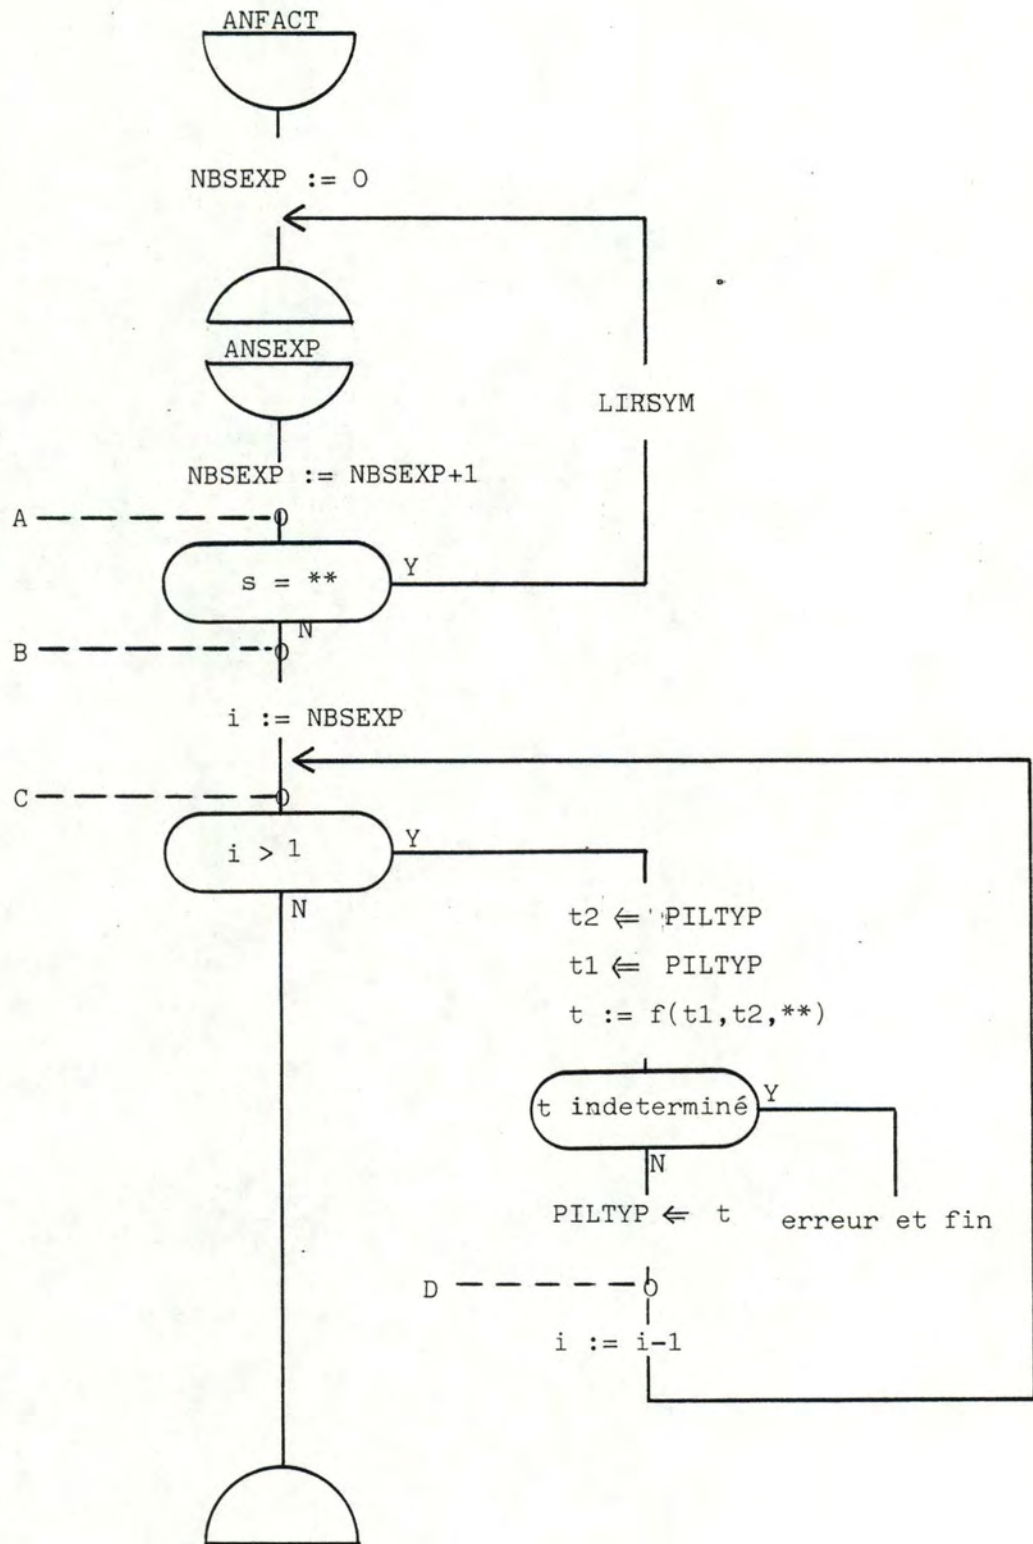 ANFACT
NBSEXP := 0
ANSEXP
LIRSYM
NBSEXP := NBSEXP+1
A
s = **
Y
N
B
i := NBSEXP
C
i > 1
Y
N
t2 ⇐ PILTYP
t1 ⇐ PILTYP
t := f(t1,t2,**)
t indeterminé
Y
N
PILTYP ⇐ t
erreur et fin
D
i := i-1